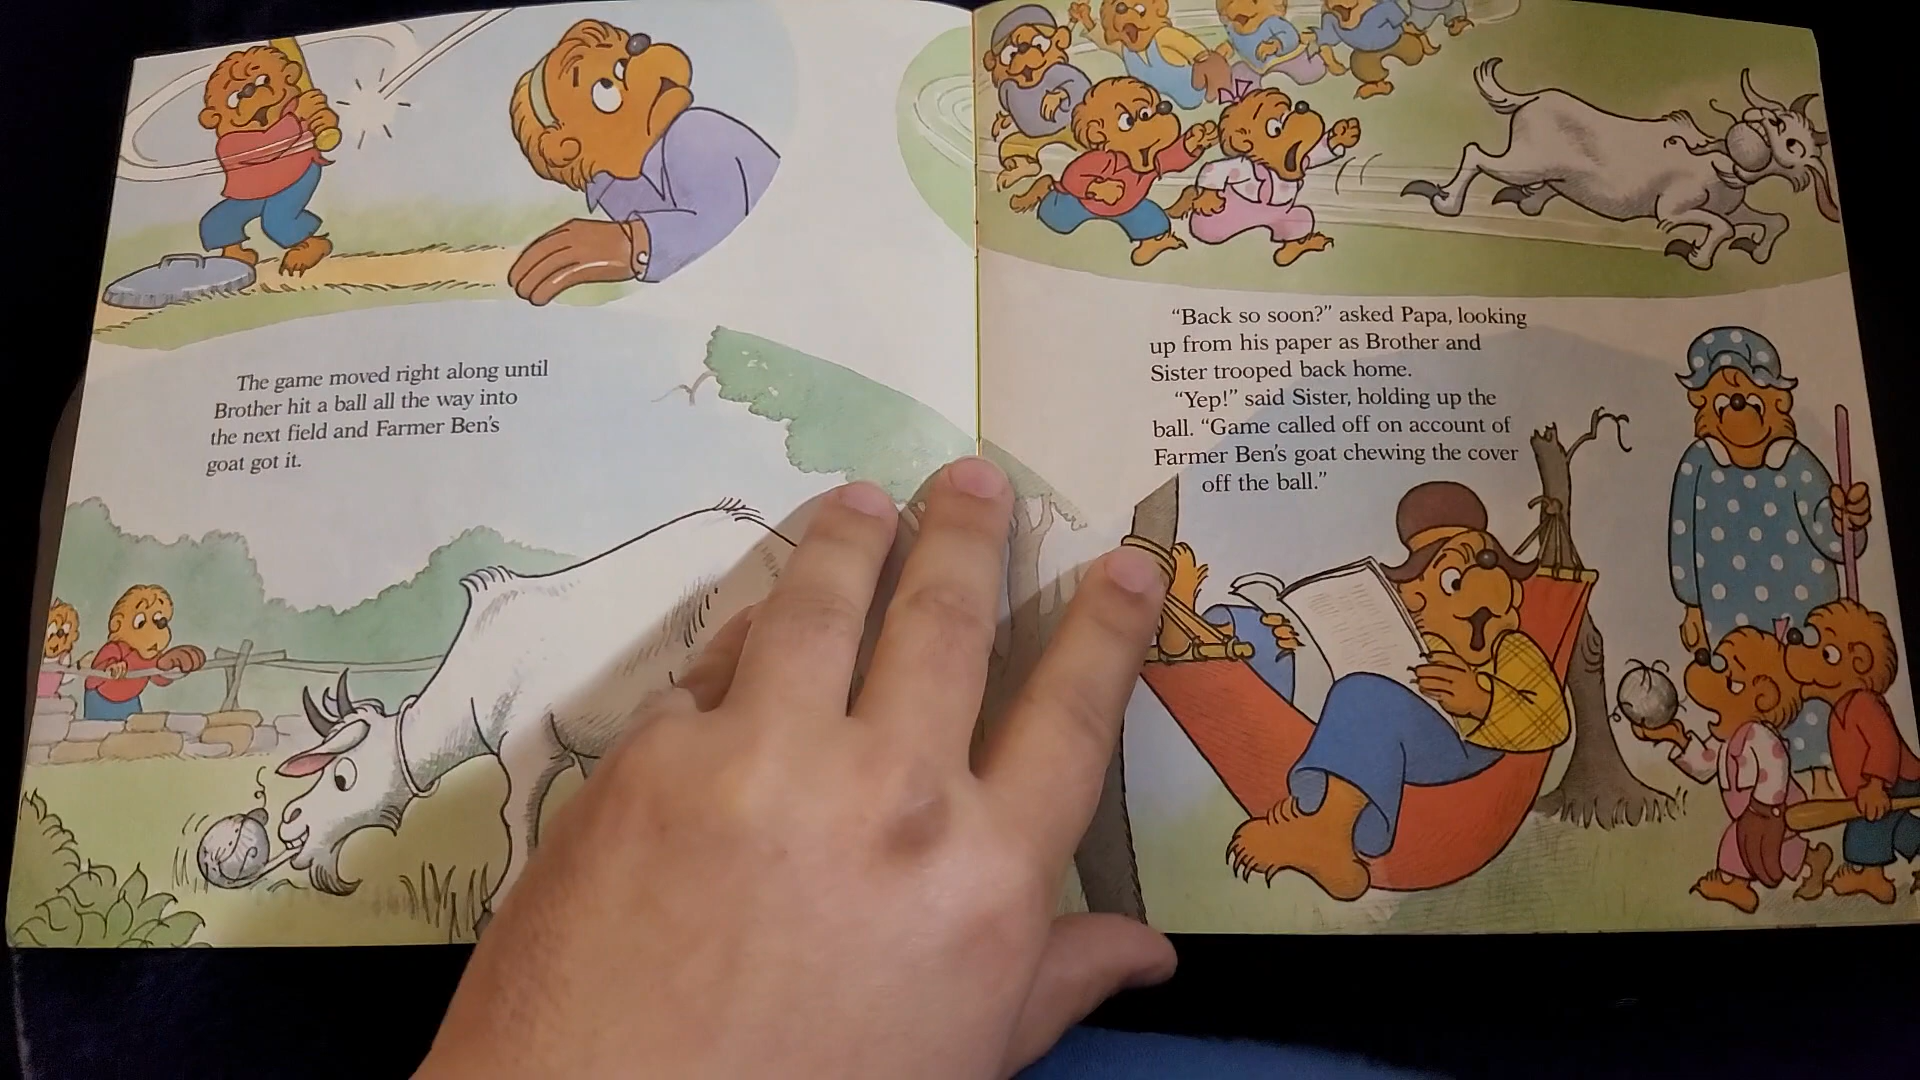 The game moved right along until
Brother hit a ball all the way into
the next field and Farmer Ben's
goat got it.
“Back so soon?” asked Papa, looking
up from his paper as Brother and
Sister trooped back home.
“Yep!” said Sister, holding up the
ball. “Game called off on account of
Farmer Ben's goat chewing the cover
off the ball.”